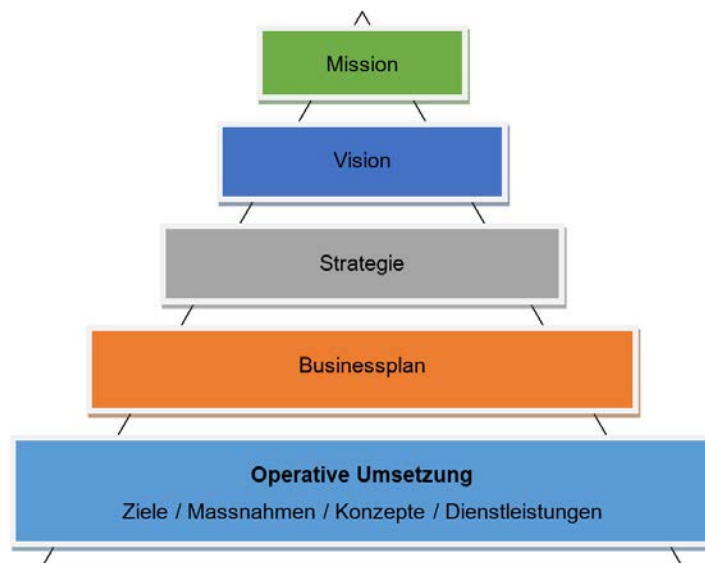 Mission
Vision
Strategie
Businessplan
Operative Umsetzung
Ziele / Massnahmen / Konzepte / Dienstleistungen